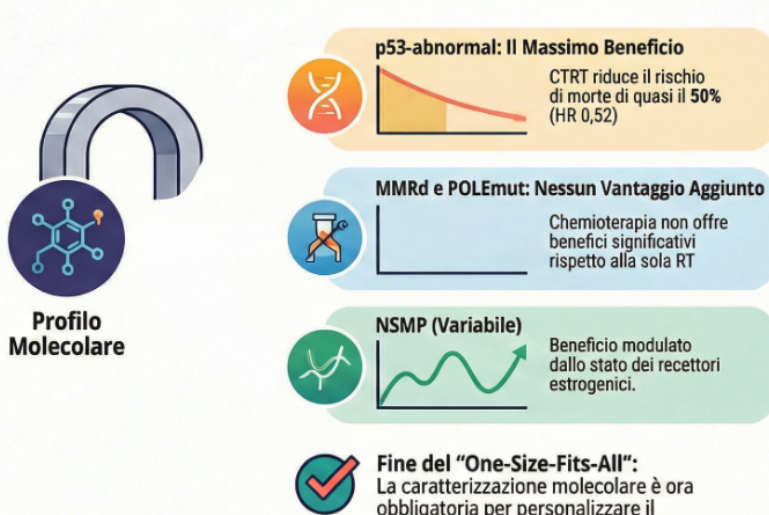 p53-abnormal: Il Massimo Beneficio
CTRT riduce il rischio
di morte di quasi il 50%
(HR 0,52)
MMRd e POLEmut: Nessun Vantaggio Aggiunto
Chemioterapia non offre
benefici significativi
rispetto alla sola RT
Profilo
Molecolare
NSMP (Variabile)
Beneficio modulato
dallo stato dei recettori
estrogenici.
Fine del “One-Size-Fits-All”:
La caratterizzazione molecolare è ora
obbligatoria per personalizzare il